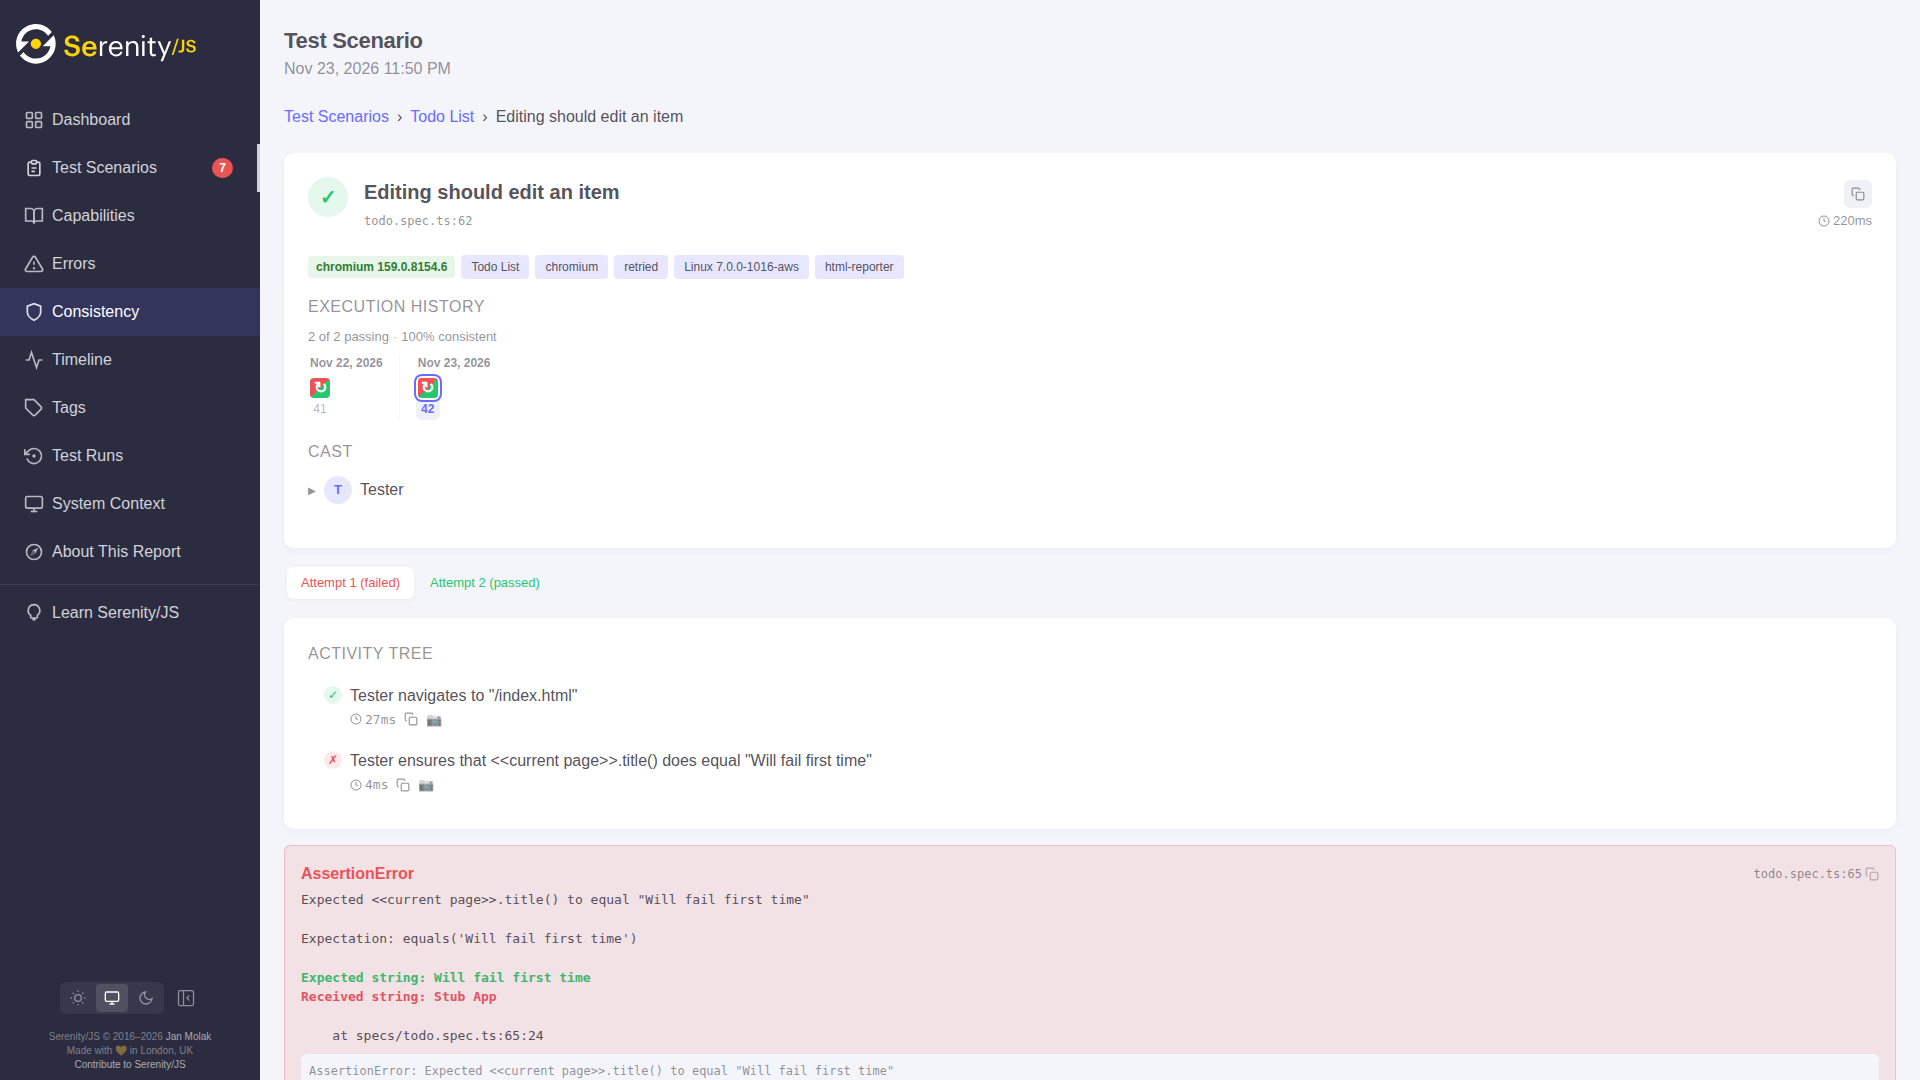 Serenity/JS
Dashboard
Test Scenarios 7
Capabilities
Errors
Consistency
Timeline
Tags
Test Runs
System Context
About This Report
Learn Serenity/JS
Serenity/JS © 2016–2026 Jan Molak
Made with 💛 in London, UK
Contribute to Serenity/JS
Test Scenario
Nov 23, 2026 11:50 PM
Test Scenarios › Todo List › Editing should edit an item
✓ Editing should edit an item
todo.spec.ts:62
220ms
chromium 159.0.8154.6 Todo List chromium retried Linux 7.0.0-1016-aws html-reporter
EXECUTION HISTORY
2 of 2 passing · 100% consistent
Nov 22, 2026 Nov 23, 2026
↻ ↻
41 42
CAST
▶ T Tester
Attempt 1 (failed) Attempt 2 (passed)
ACTIVITY TREE
✓ Tester navigates to "/index.html"
27ms 📷
✗ Tester ensures that <<current page>>.title() does equal "Will fail first time"
4ms 📷
AssertionError todo.spec.ts:65
Expected <<current page>>.title() to equal "Will fail first time"
Expectation: equals('Will fail first time')
Expected string: Will fail first time
Received string: Stub App
at specs/todo.spec.ts:65:24
AssertionError: Expected <<current page>>.title() to equal "Will fail first time"